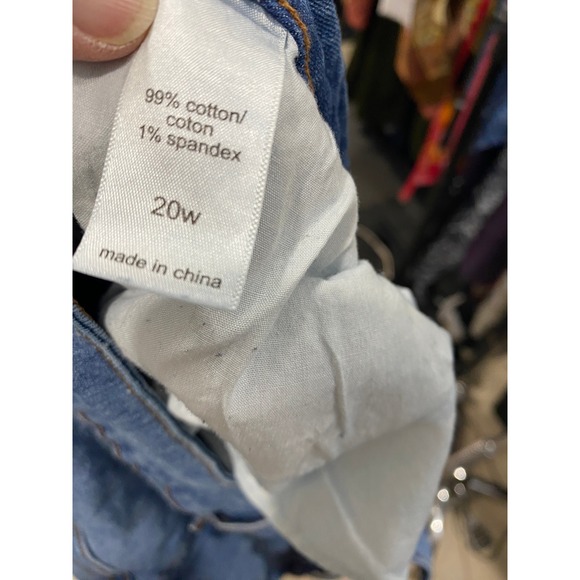 99% cotton/
coton
1% spandex
20w
made in china